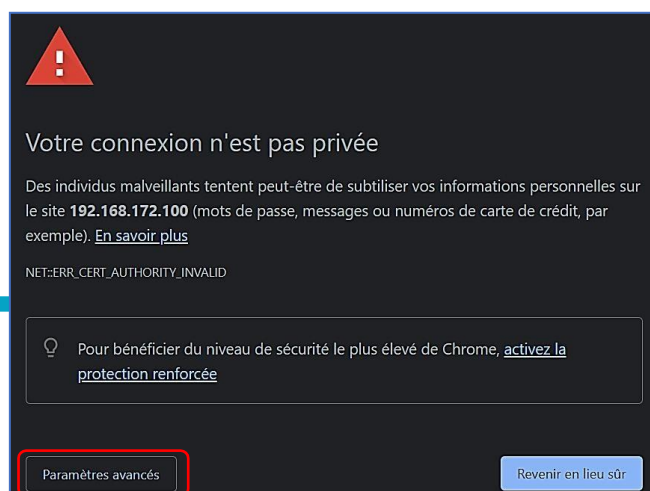 Votre connexion n'est pas privée
Des individus malveillants tentent peut-être de subtiliser vos informations personnelles sur
le site 192.168.172.100 (mots de passe, messages ou numéros de carte de crédit, par
exemple). En savoir plus
NET::ERR_CERT_AUTHORITY_INVALID
Pour bénéficier du niveau de sécurité le plus élevé de Chrome, activez la
protection renforcée
Paramètres avancés
Revenir en lieu sûr